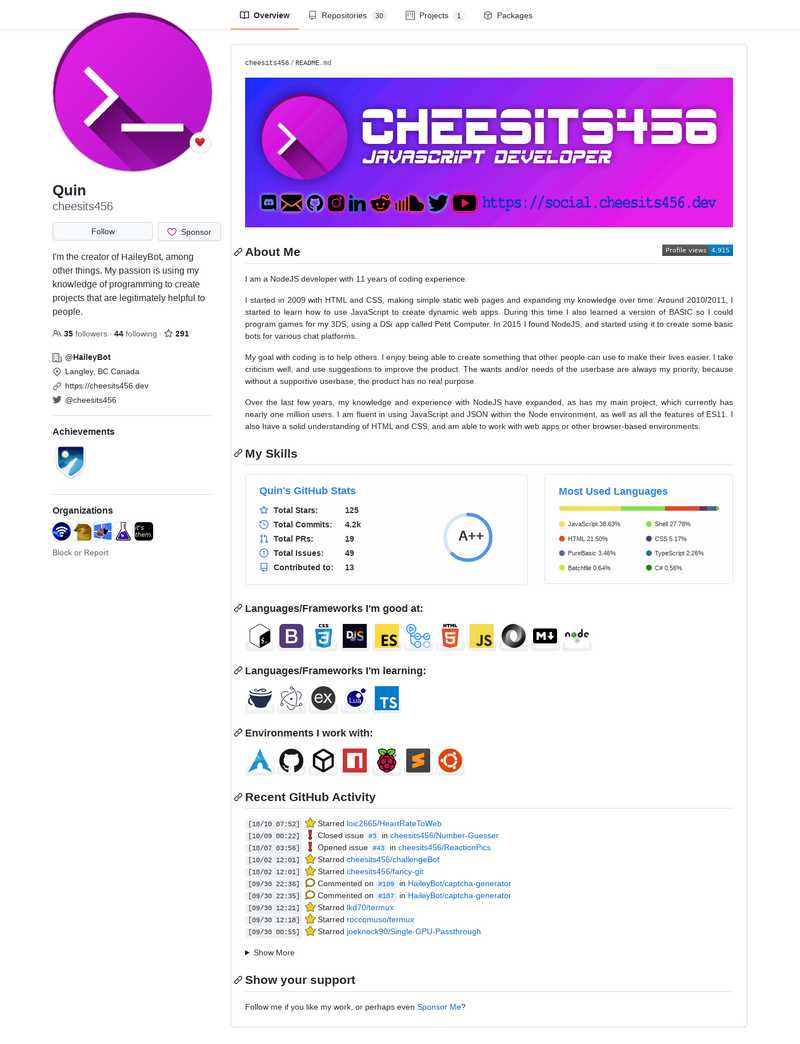 Overview
Repositories 30
Projects 1
Packages
Quin
cheesits456
Follow
Sponsor
I'm the creator of HaileyBot, among
other things. My passion is using my
knowledge of programming to create
projects that are legitimately helpful to
people.
35 followers · 44 following · 291
@HaileyBot
Langley, BC Canada
https://cheesits456.dev
@cheesits456
Achievements
Organizations
it's
them.
Block or Report
cheesits456/README.md
CHEESITS456
JAVASCRIPT DEVELOPER
https://social.cheesits456.dev
About Me
Profile views 4,915
I am a NodeJS developer with 11 years of coding experience
I started in 2009 with HTML and CSS, making simple static web pages and expanding my knowledge over time. Around 2010/2011, I
started to learn how to use JavaScript to create dynamic web apps. During this time I also learned a version of BASIC so I could
program games for my 3DS, using a DSi app called Petit Computer. In 2015 I found NodeJS, and started using it to create some basic
bots for various chat platforms.
My goal with coding is to help others. I enjoy being able to create something that other people can use to make their lives easier. I take
criticism well, and use suggestions to improve the product. The wants and/or needs of the userbase are always my priority, because
without a supportive userbase, the product has no real purpose.
Over the last few years, my knowledge and experience with NodeJS have expanded, as has my main project, which currently has
nearly one million users. I am fluent in using JavaScript and JSON within the Node environment, as well as all the features of ES11. I
also have a solid understanding of HTML and CSS, and am able to work with web apps or other browser-based environments.
My Skills
Quin's GitHub Stats
Total Stars: 125
Total Commits: 4.2k
Total PRs: 19
Total Issues: 49
Contributed to: 13
A++
Most Used Languages
JavaScript 38.63%
Shell 27.78%
HTML 21.50%
CSS 5.17%
PureBasic 3.46%
TypeScript 2.26%
Batchfile 0.64%
C# 0.56%
Languages/Frameworks I'm good at:
B
CSS
3
DJS
ES
HTML
5
JS
M
node
Languages/Frameworks I'm learning:
ex
Lua
TS
Environments I work with:
Recent GitHub Activity
[10/10 07:52] Starred loic2665/HeartRateToWeb
[10/09 00:22] Closed issue #3 in cheesits456/Number-Guesser
[10/07 03:56] Opened issue #43 in cheesits456/ReactionPics
[10/02 12:01] Starred cheesits456/challengeBot
[10/02 12:01] Starred cheesits456/fancy-git
[09/30 22:36] Commented on #109 in HaileyBot/captcha-generator
[09/30 22:35] Commented on #107 in HaileyBot/captcha-generator
[09/30 12:21] Starred lkd70/termux
[09/30 12:18] Starred roccomuso/termux
[09/30 00:55] Starred joeknock90/Single-GPU-Passthrough
Show More
Show your support
Follow me if you like my work, or perhaps even Sponsor Me?